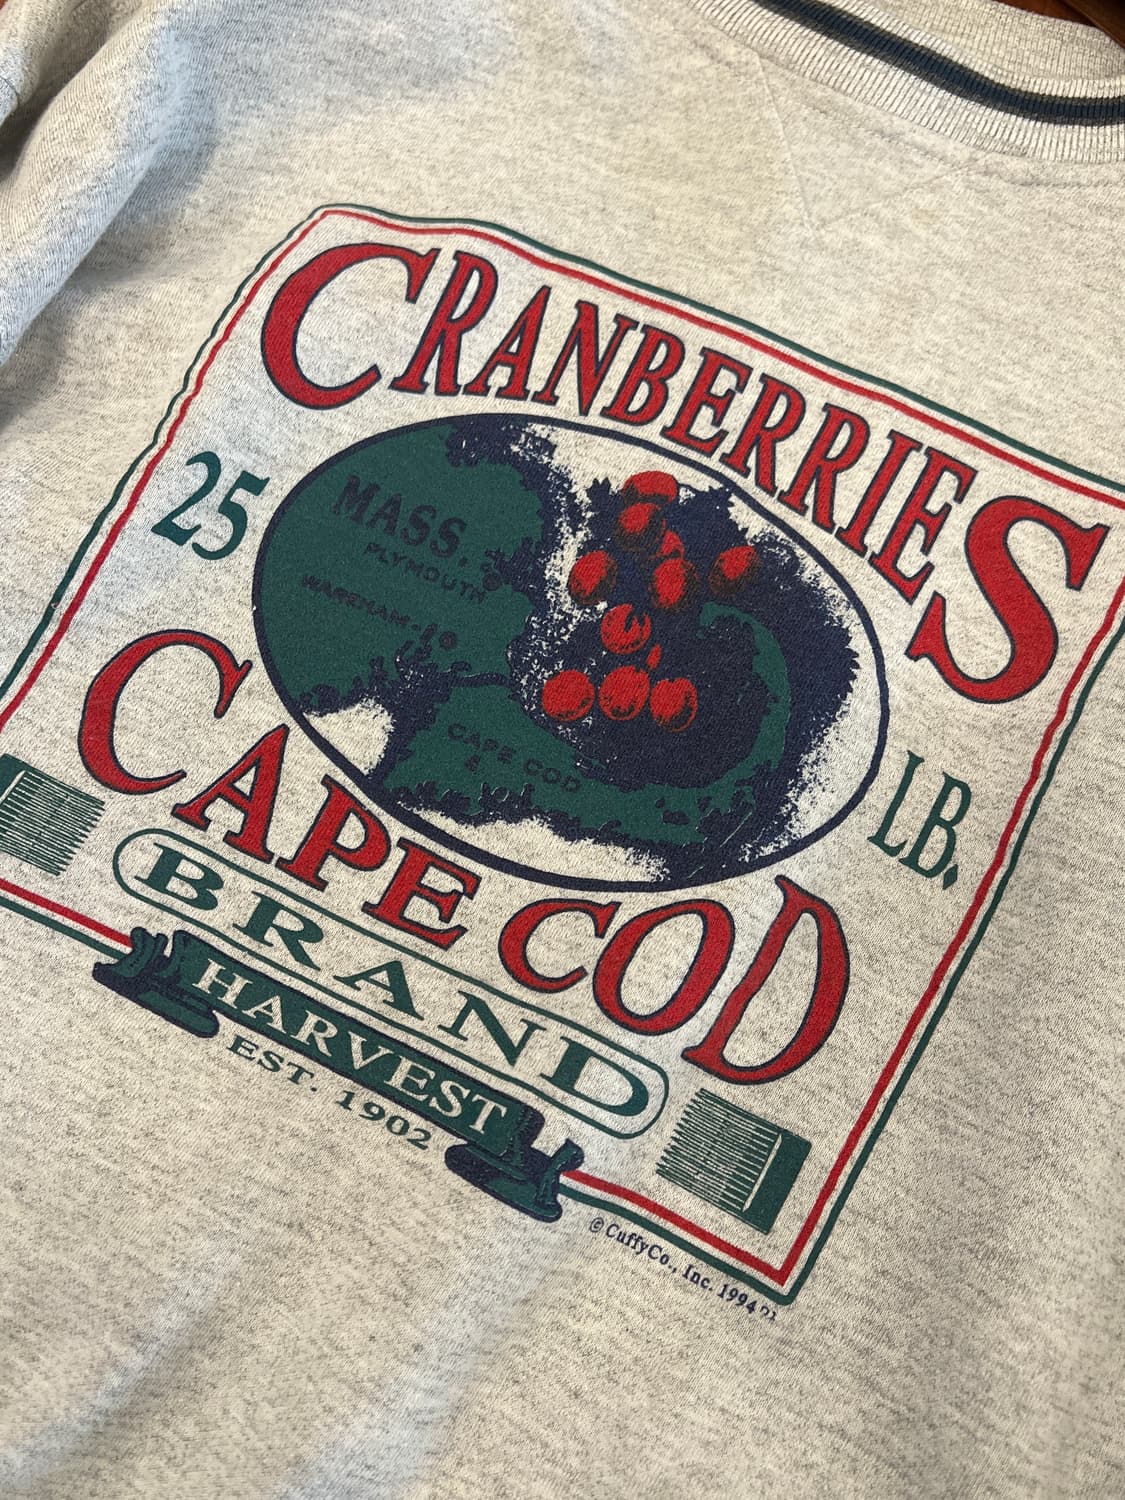 CRANBERRIES
25
MASS.
PLYMOUTH
WAREHAM
CAPE COD
LB.
CAPE COD
BRAND
HARVEST
EST. 1902
© CuffyCo., Inc. 1994